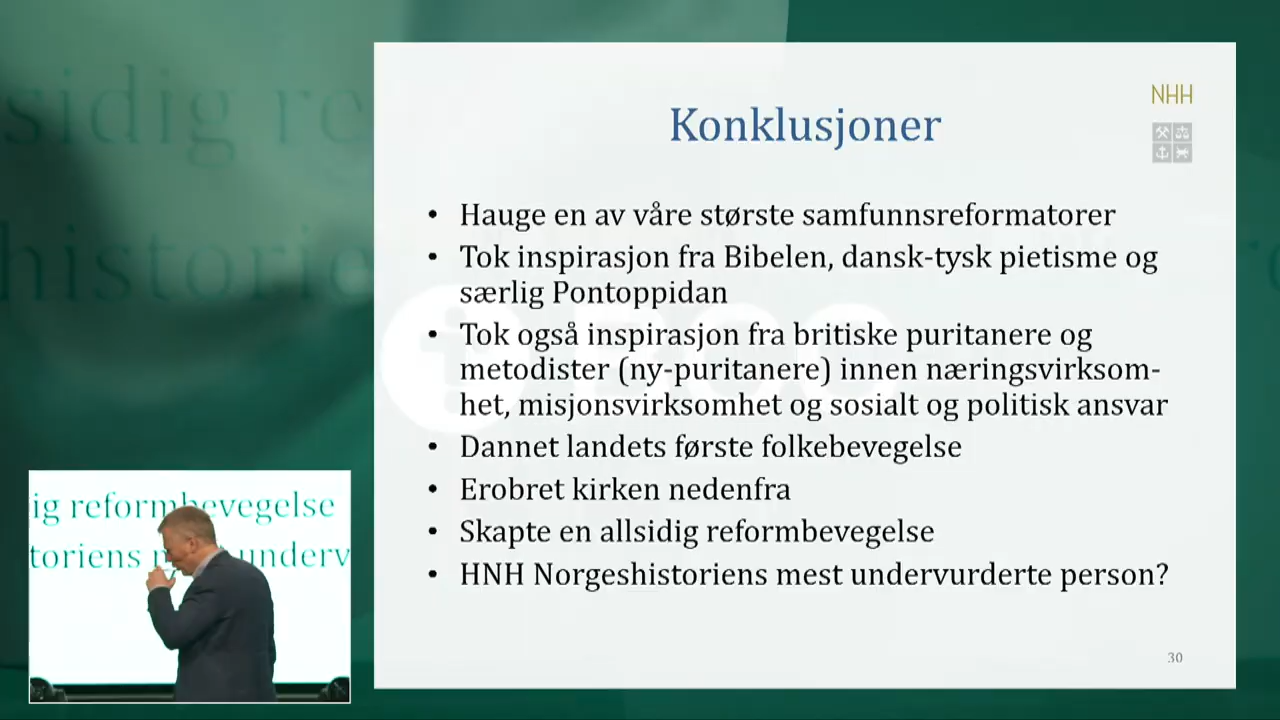 sidig re
historie
NHH
Konklusjoner
• Hauge en av våre største samfunnsreformatorer
• Tok inspirasjon fra Bibelen, dansk-tysk pietisme og
særlig Pontoppidan
• Tok også inspirasjon fra britiske puritanere og
metodister (ny-puritanere) innen næringsvirksom-
het, misjonsvirksomhet og sosialt og politisk ansvar
• Dannet landets første folkebevegelse
• Erobret kirken nedenfra
• Skapte en allsidig reformbevegelse
• HNH Norgeshistoriens mest undervurderte person?
30
ig reformbevegelse
toriens underv